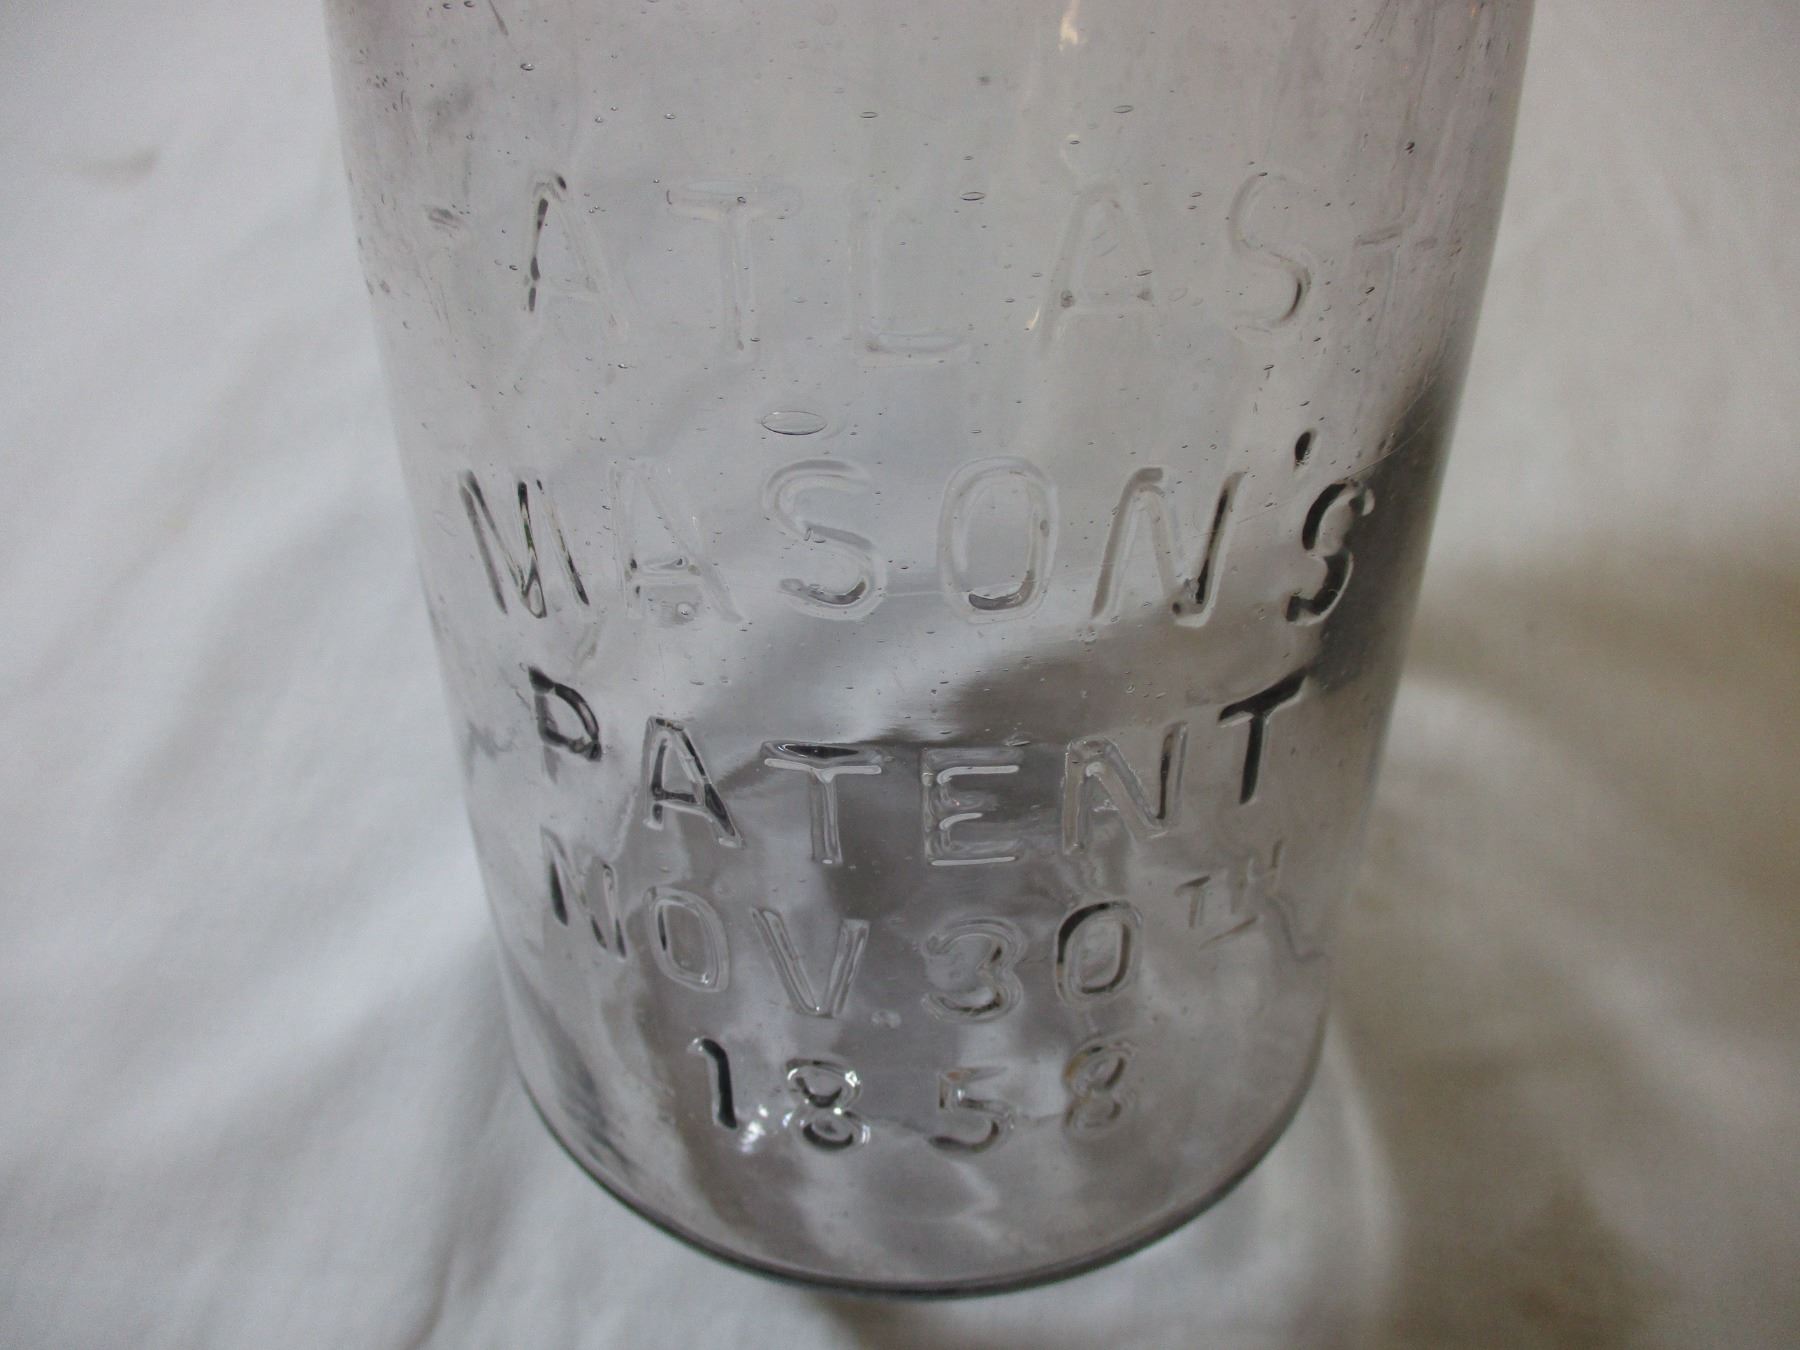 -ATLAS-
MASON'S
PATENT
NOV. 30TH
1858